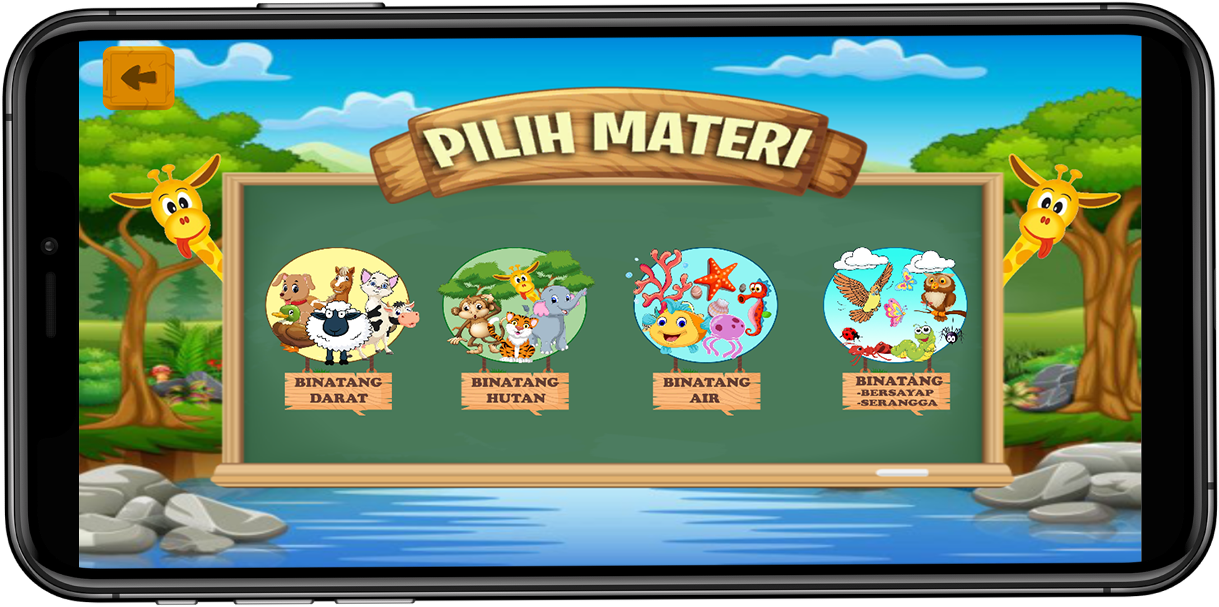 PILIH MATERI
BINATANG
DARAT
BINATANG
HUTAN
BINATANG
AIR
BINATANG
-BERSAYAP
-SERANGGA